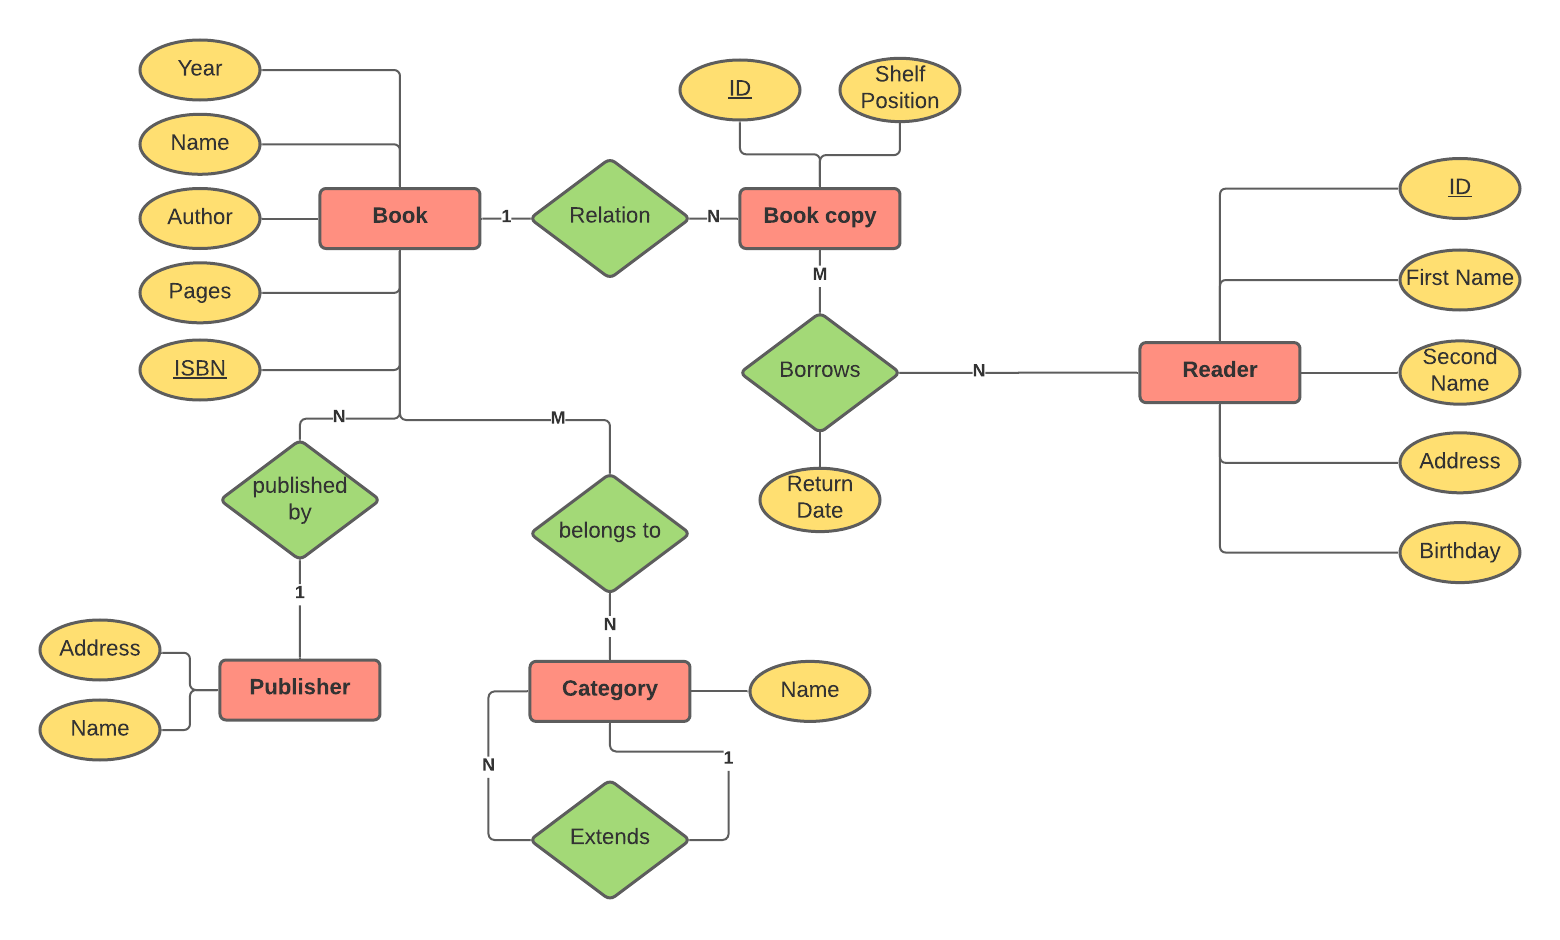 Year
Name
Author
Pages
ISBN
Book
1
Relation
N
Book copy
ID
Shelf
Position
M
Borrows
N
Return
Date
Reader
ID
First Name
Second
Name
Address
Birthday
N
published
by
1
Publisher
Address
Name
M
belongs to
N
Category
Name
N
1
Extends